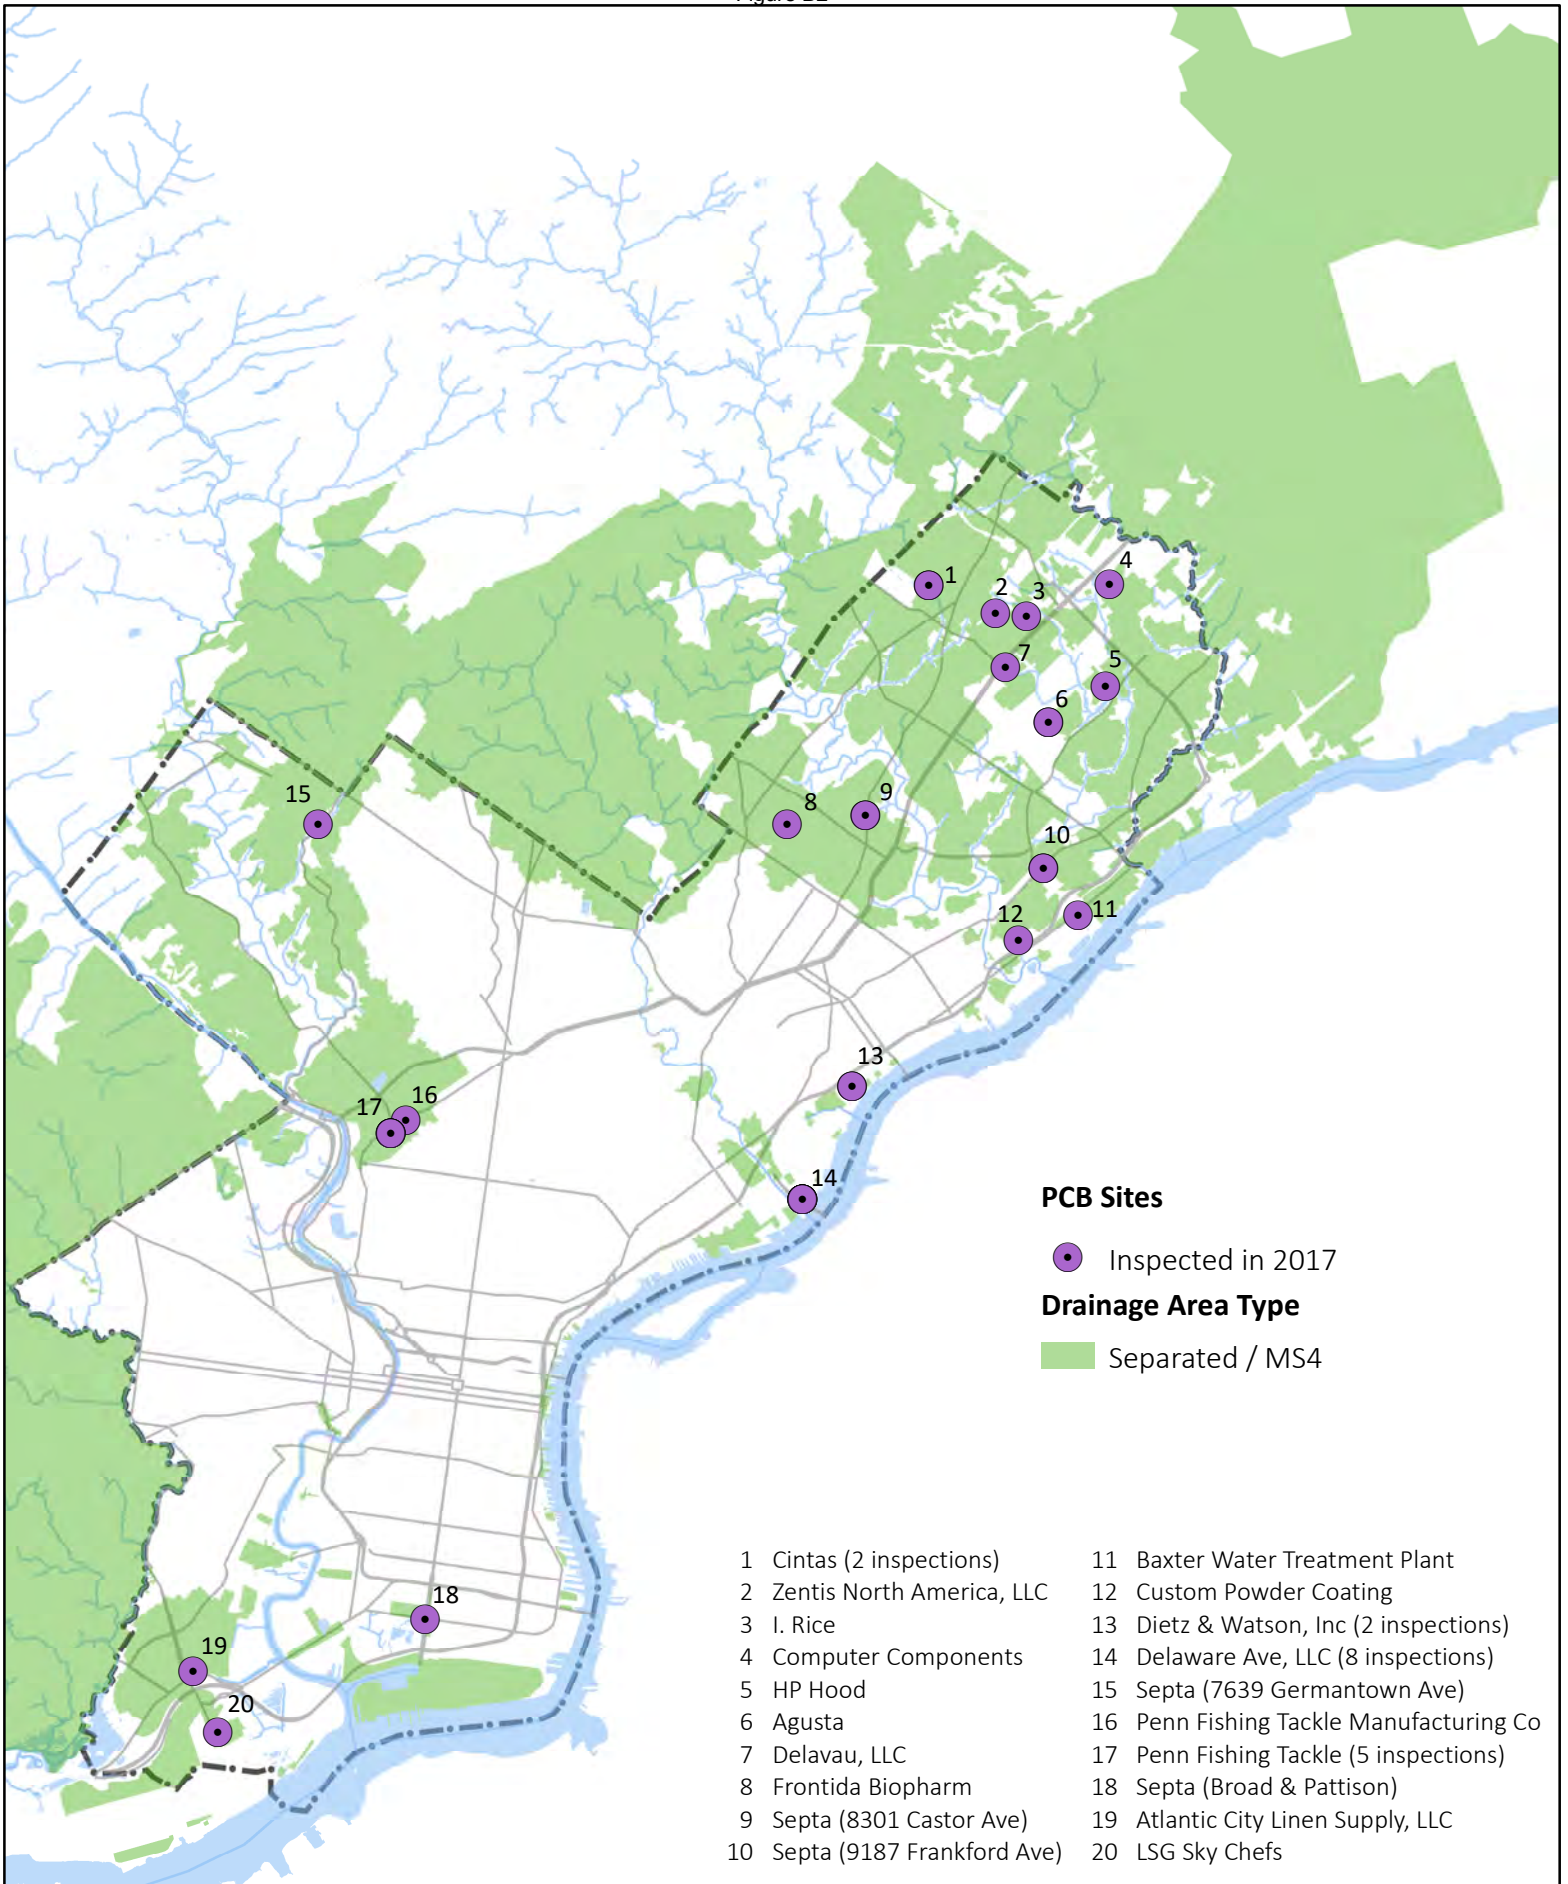 1
2
3
4
5
6
7
8
9
10
11
12
13
14
15
16
17
18
19
20
PCB Sites
Inspected in 2017
Drainage Area Type
Separated / MS4
1 Cintas (2 inspections)
2 Zentis North America, LLC
3 I. Rice
4 Computer Components
5 HP Hood
6 Agusta
7 Delavau, LLC
8 Frontida Biopharm
9 Septa (8301 Castor Ave)
10 Septa (9187 Frankford Ave)
11 Baxter Water Treatment Plant
12 Custom Powder Coating
13 Dietz & Watson, Inc (2 inspections)
14 Delaware Ave, LLC (8 inspections)
15 Septa (7639 Germantown Ave)
16 Penn Fishing Tackle Manufacturing Co
17 Penn Fishing Tackle (5 inspections)
18 Septa (Broad & Pattison)
19 Atlantic City Linen Supply, LLC
20 LSG Sky Chefs